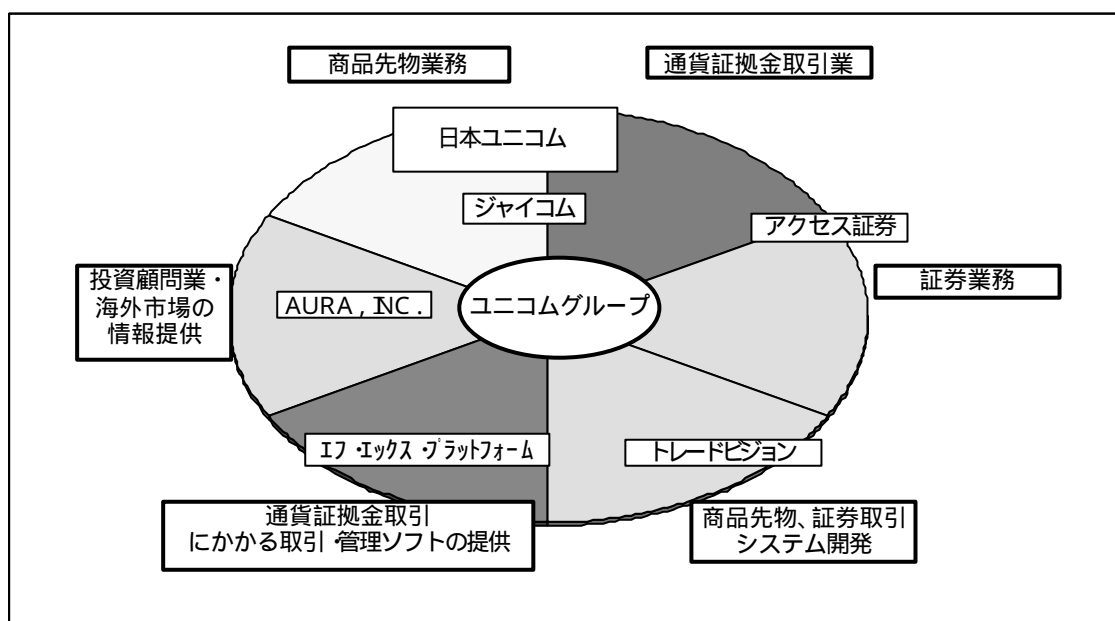 商品先物業務
通貨証拠金取引業
日本ユニコム
ジャイコム
アクセス証券
投資顧問業・
海外市場の
情報提供
AURA , INC .
ユニコムグループ
証券業務
エフ・エックス・プラットフォーム
トレードビジョン
通貨証拠金取引
にかかる取引・管理ソフトの提供
商品先物、証券取引
システム開発